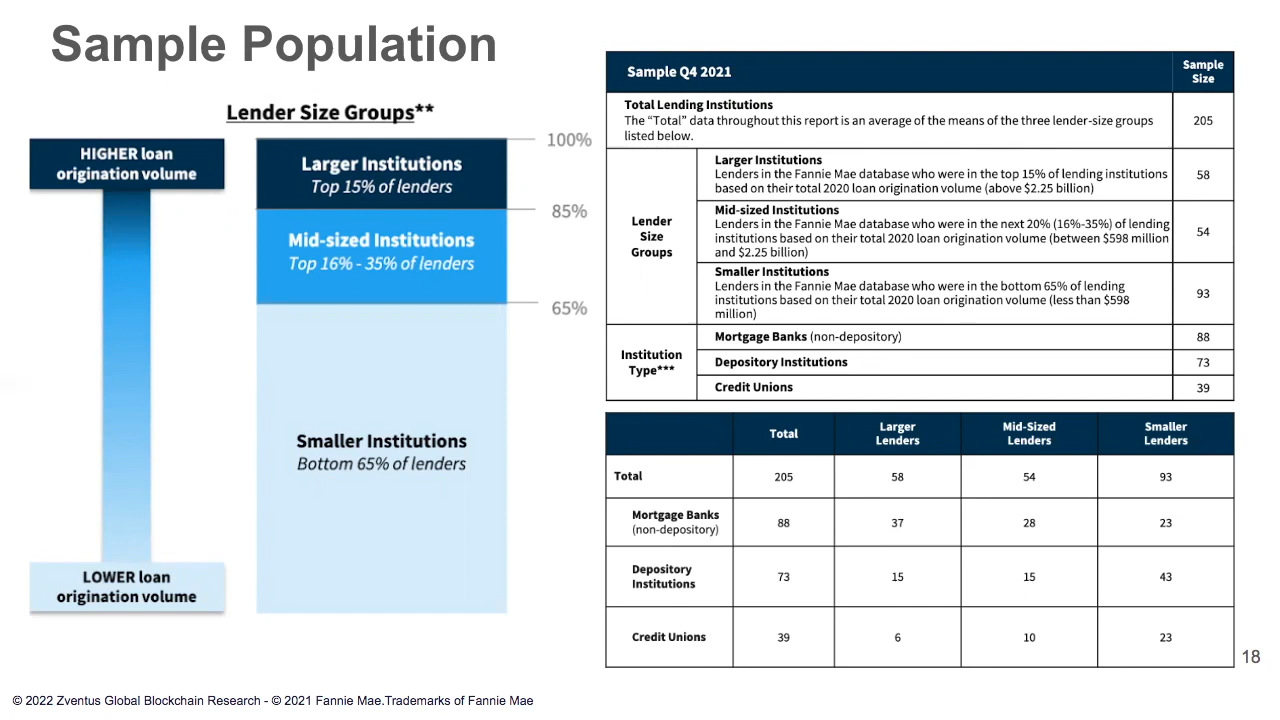 Sample Population
Lender Size Groups**
HIGHER loan
origination volume
LOWER loan
origination volume
Larger Institutions
Top 15% of lenders
Mid-sized Institutions
Top 16% - 35% of lenders
Smaller Institutions
Bottom 65% of lenders
100%
85%
65%
Sample Q4 2021
Sample
Size
Total Lending Institutions
The “Total” data throughout this report is an average of the means of the three lender-size groups
listed below.
205
Lender
Size
Groups
Larger Institutions
Lenders in the Fannie Mae database who were in the top 15% of lending institutions
based on their total 2020 loan origination volume (above $2.25 billion)
58
Mid-sized Institutions
Lenders in the Fannie Mae database who were in the next 20% (16%-35%) of lending
institutions based on their total 2020 loan origination volume (between $598 million
and $2.25 billion)
54
Smaller Institutions
Lenders in the Fannie Mae database who were in the bottom 65% of lending
institutions based on their total 2020 loan origination volume (less than $598
million)
93
Institution
Type***
Mortgage Banks (non-depository)
88
Depository Institutions
73
Credit Unions
39
Total
Larger
Lenders
Mid-Sized
Lenders
Smaller
Lenders
Total 205 58 54 93
Mortgage Banks
(non-depository)
88 37 28 23
Depository
Institutions
73 15 15 43
Credit Unions 39 6 10 23
18
© 2022 Zventus Global Blockchain Research - © 2021 Fannie Mae.Trademarks of Fannie Mae